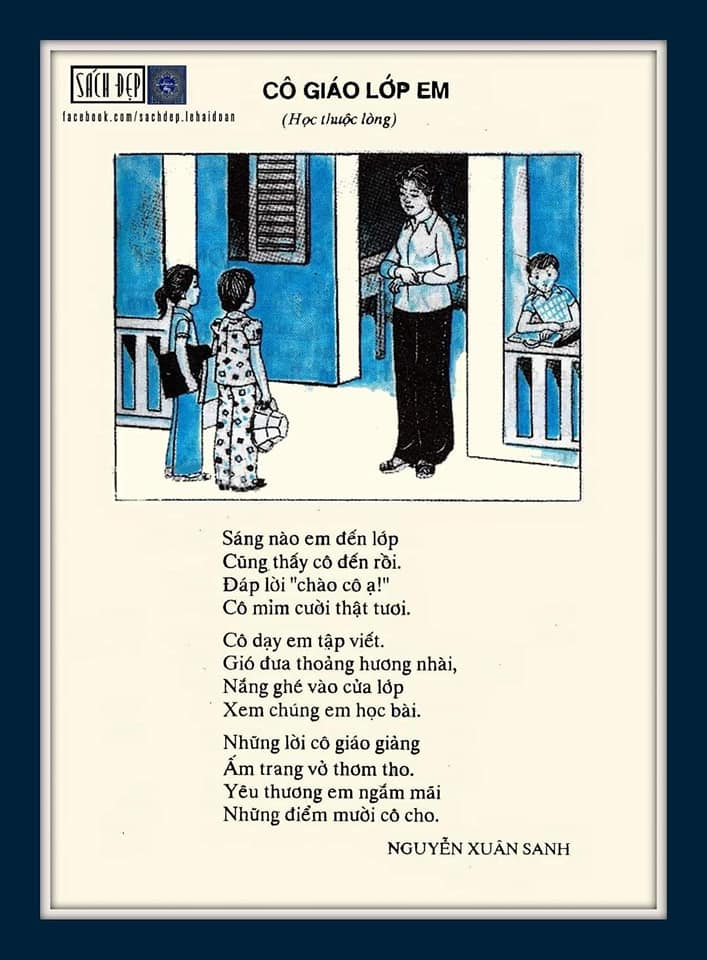 SÁCH ĐẸP
facebook.com/sachdep.lehaidoan
CÔ GIÁO LỚP EM
(Học thuộc lòng)
Sáng nào em đến lớp
Cũng thấy cô đến rồi.
Đáp lời "chào cô ạ!"
Cô mỉm cười thật tươi.
Cô dạy em tập viết.
Gió đưa thoảng hương nhài,
Nắng ghé vào cửa lớp
Xem chúng em học bài.
Những lời cô giáo giảng
Ấm trang vở thơm tho.
Yêu thương em ngắm mãi
Những điểm mười cô cho.
NGUYỄN XUÂN SANH